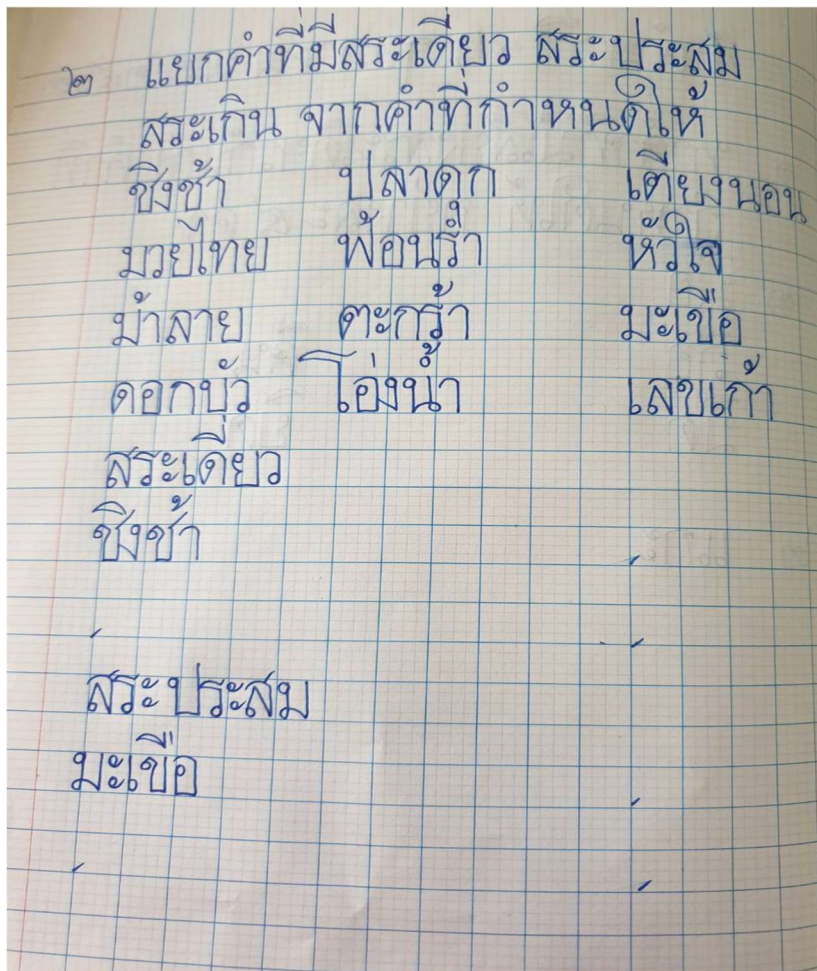 ๒ แยกคำที่มีสระเดี่ยว สระประสม
สระเกิน จากคำที่กำหนดให้
ชิงช้า ปลาดุก เตียงนอน
มวยไทย ฟ้อนรำ หัวใจ
ม้าลาย ตะกร้า มะเขือ
ดอกบัว โอ่งน้ำ เลขเก้า
สระเดี่ยว
ชิงช้า
สระประสม
มะเขือ